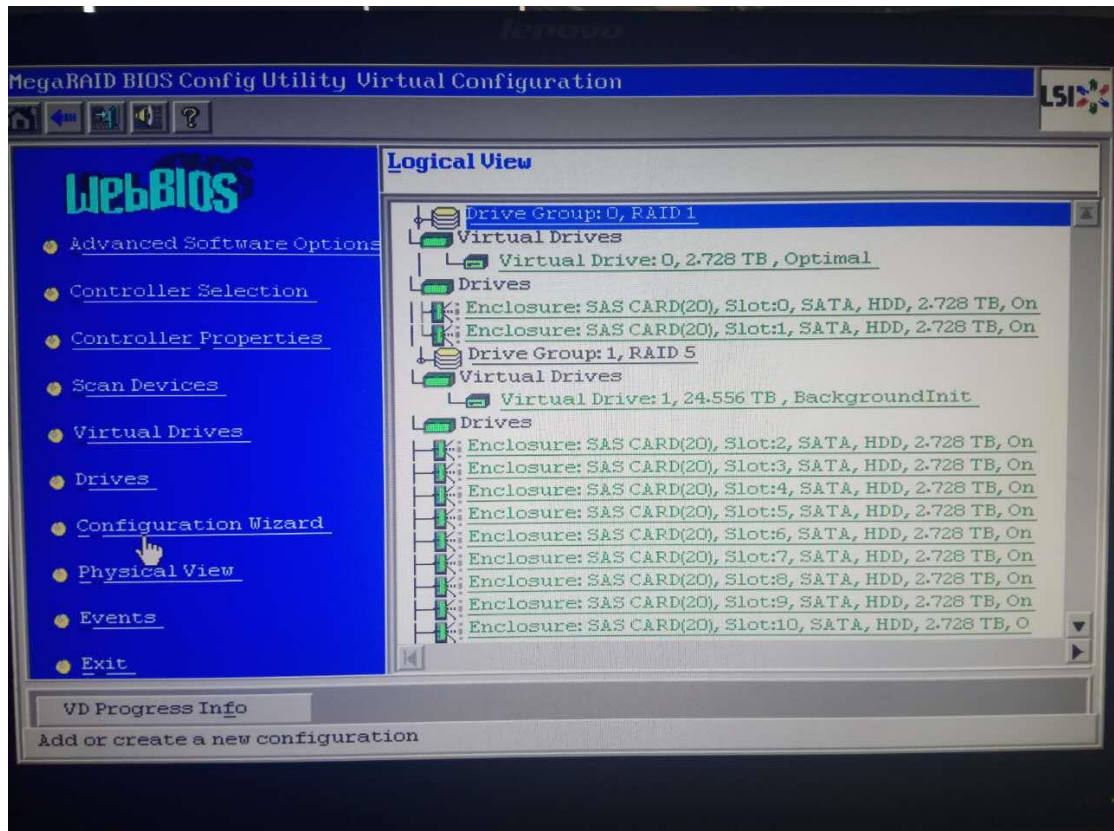 lenovo
MegaRAID BIOS Config Utility Virtual Configuration
LSI
?
WebBIOS
Advanced Software Options
Controller Selection
Controller Properties
Scan Devices
Virtual Drives
Drives
Configuration Wizard
Physical View
Events
Exit
Logical View
Drive Group: 0, RAID 1
Virtual Drives
Virtual Drive: 0, 2.728 TB , Optimal
Drives
Enclosure: SAS CARD(20), Slot:0, SATA, HDD, 2.728 TB, On
Enclosure: SAS CARD(20), Slot:1, SATA, HDD, 2.728 TB, On
Drive Group: 1, RAID 5
Virtual Drives
Virtual Drive: 1, 24.556 TB , BackgroundInit
Drives
Enclosure: SAS CARD(20), Slot:2, SATA, HDD, 2.728 TB, On
Enclosure: SAS CARD(20), Slot:3, SATA, HDD, 2.728 TB, On
Enclosure: SAS CARD(20), Slot:4, SATA, HDD, 2.728 TB, On
Enclosure: SAS CARD(20), Slot:5, SATA, HDD, 2.728 TB, On
Enclosure: SAS CARD(20), Slot:6, SATA, HDD, 2.728 TB, On
Enclosure: SAS CARD(20), Slot:7, SATA, HDD, 2.728 TB, On
Enclosure: SAS CARD(20), Slot:8, SATA, HDD, 2.728 TB, On
Enclosure: SAS CARD(20), Slot:9, SATA, HDD, 2.728 TB, On
Enclosure: SAS CARD(20), Slot:10, SATA, HDD, 2.728 TB, O
VD Progress Info
Add or create a new configuration